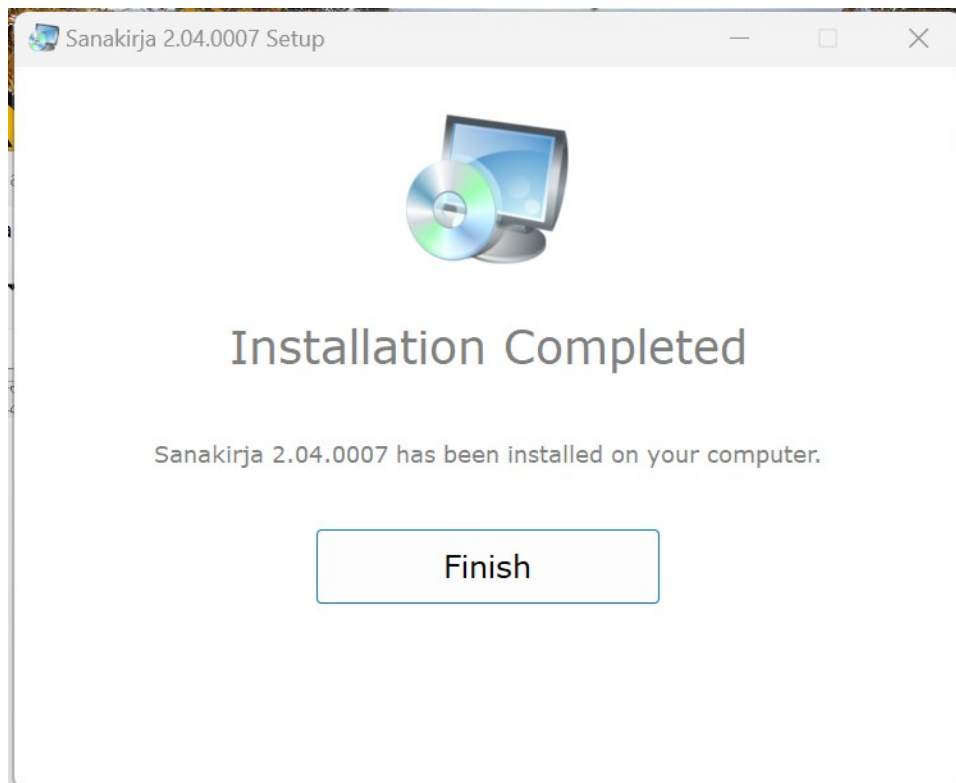 Sanakirja 2.04.0007 Setup
Installation Completed
Sanakirja 2.04.0007 has been installed on your computer.
Finish